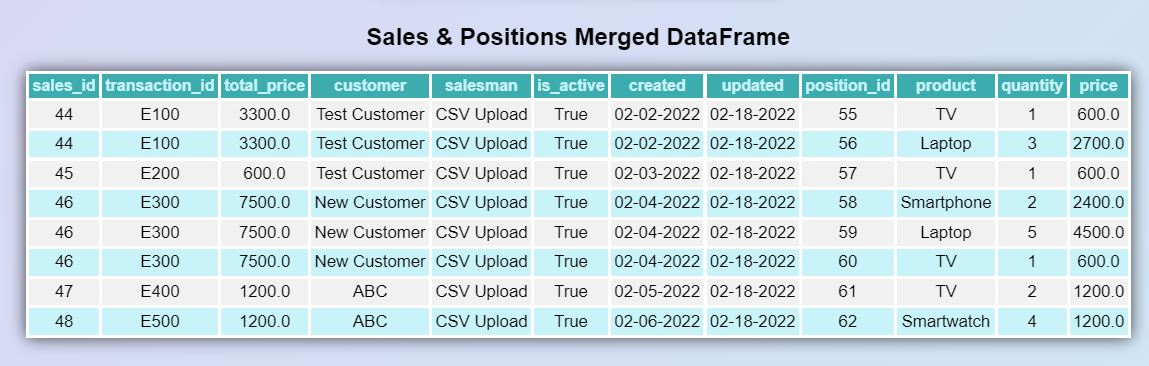 Sales & Positions Merged DataFrame
sales_id transaction_id total_price customer salesman is_active created updated position_id product quantity price
44 E100 3300.0 Test Customer CSV Upload True 02-02-2022 02-18-2022 55 TV 1 600.0
44 E100 3300.0 Test Customer CSV Upload True 02-02-2022 02-18-2022 56 Laptop 3 2700.0
45 E200 600.0 Test Customer CSV Upload True 02-03-2022 02-18-2022 57 TV 1 600.0
46 E300 7500.0 New Customer CSV Upload True 02-04-2022 02-18-2022 58 Smartphone 2 2400.0
46 E300 7500.0 New Customer CSV Upload True 02-04-2022 02-18-2022 59 Laptop 5 4500.0
46 E300 7500.0 New Customer CSV Upload True 02-04-2022 02-18-2022 60 TV 1 600.0
47 E400 1200.0 ABC CSV Upload True 02-05-2022 02-18-2022 61 TV 2 1200.0
48 E500 1200.0 ABC CSV Upload True 02-06-2022 02-18-2022 62 Smartwatch 4 1200.0